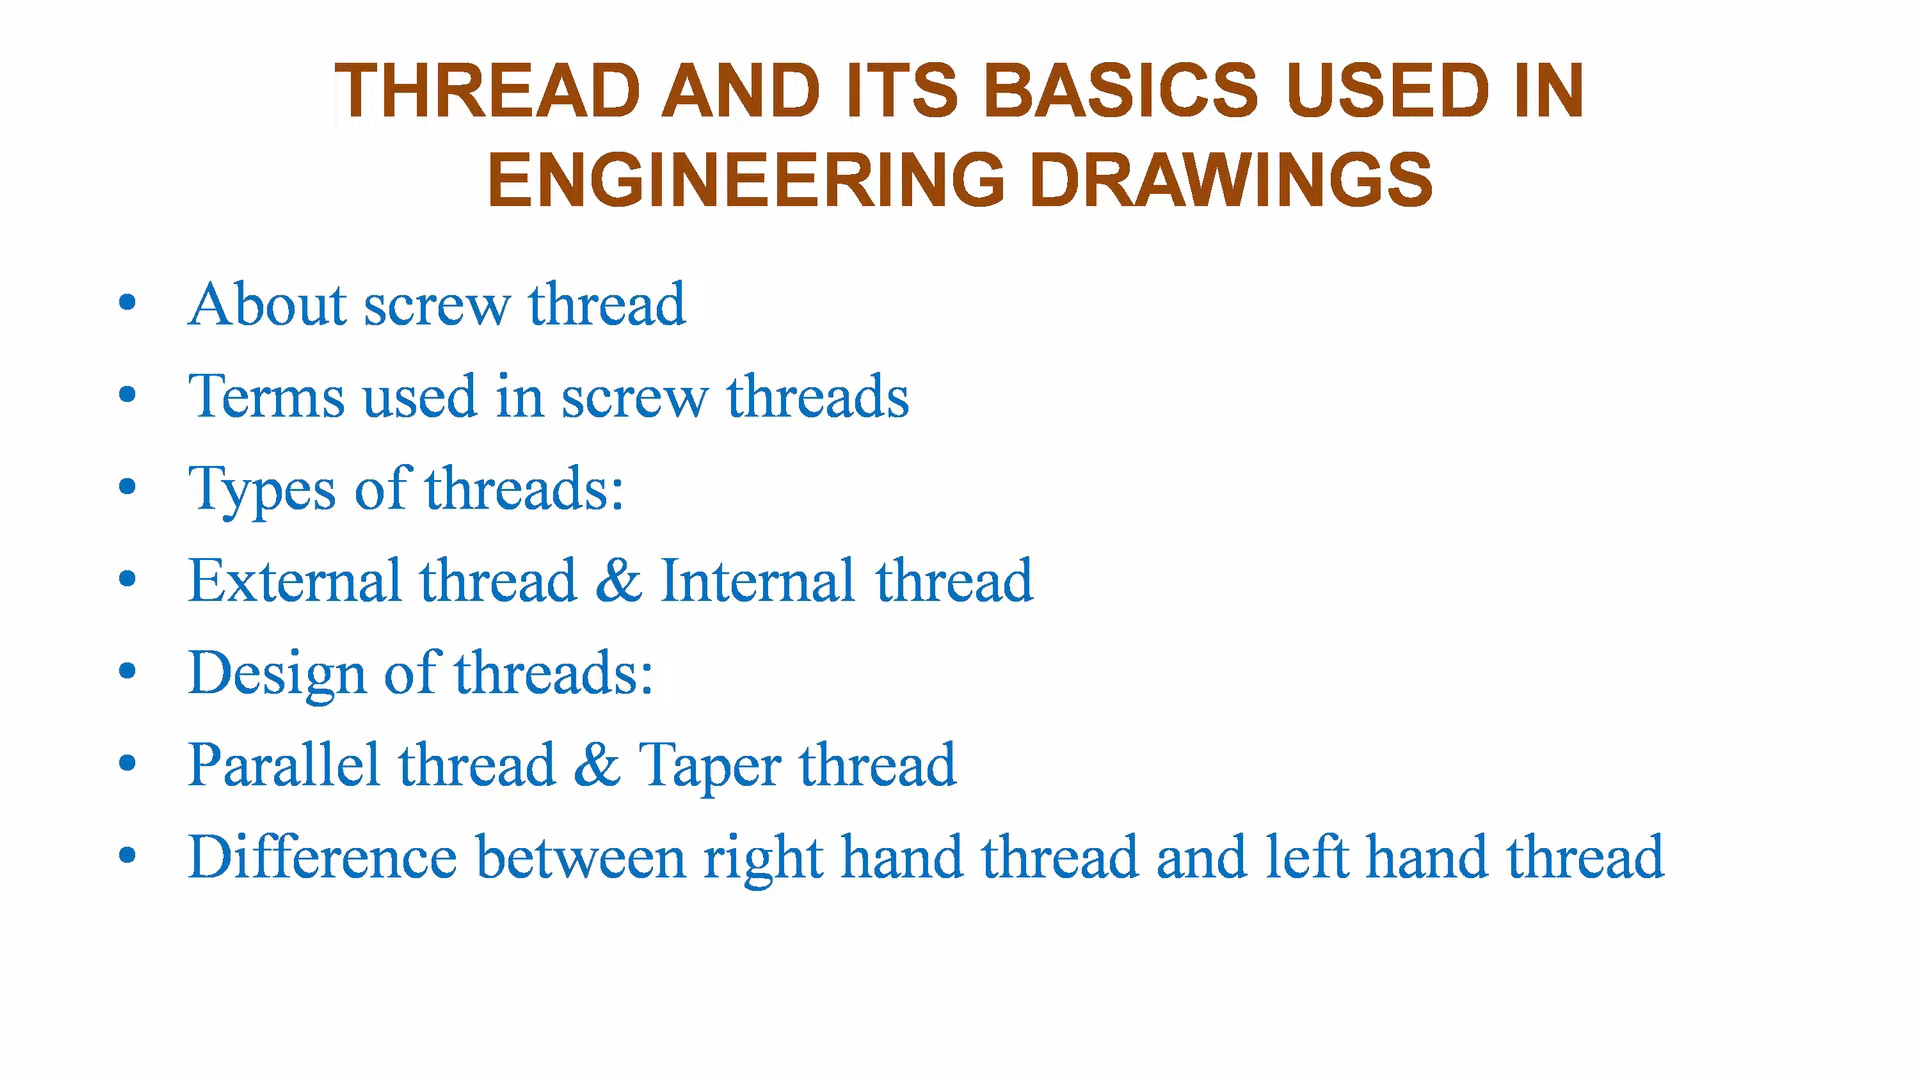 THREAD AND ITS BASICS USED IN
ENGINEERING DRAWINGS
• About screw thread
• Terms used in screw threads
• Types of threads:
• External thread & Internal thread
• Design of threads:
• Parallel thread & Taper thread
• Difference between right hand thread and left hand thread